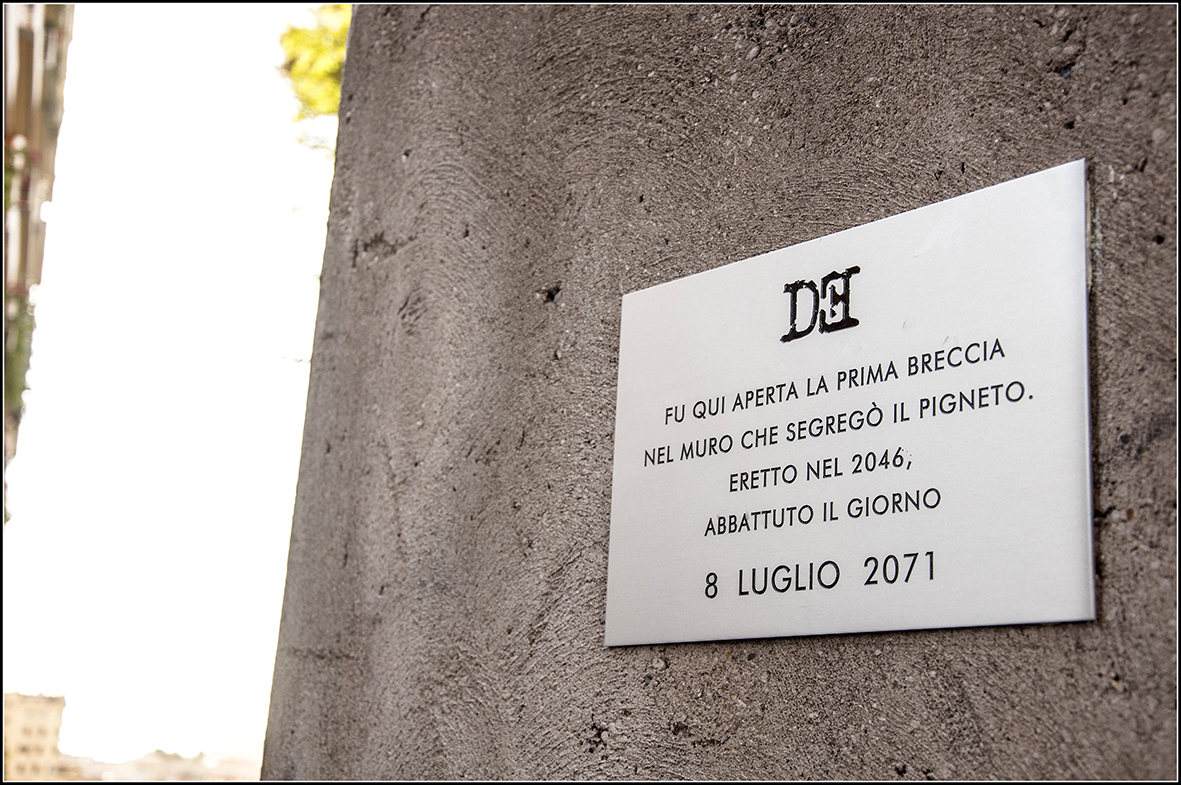 DE
FU QUI APERTA LA PRIMA BRECCIA
NEL MURO CHE SEGREGÒ IL PIGNETO.
ERETTO NEL 2046,
ABBATTUTO IL GIORNO
8 LUGLIO 2071